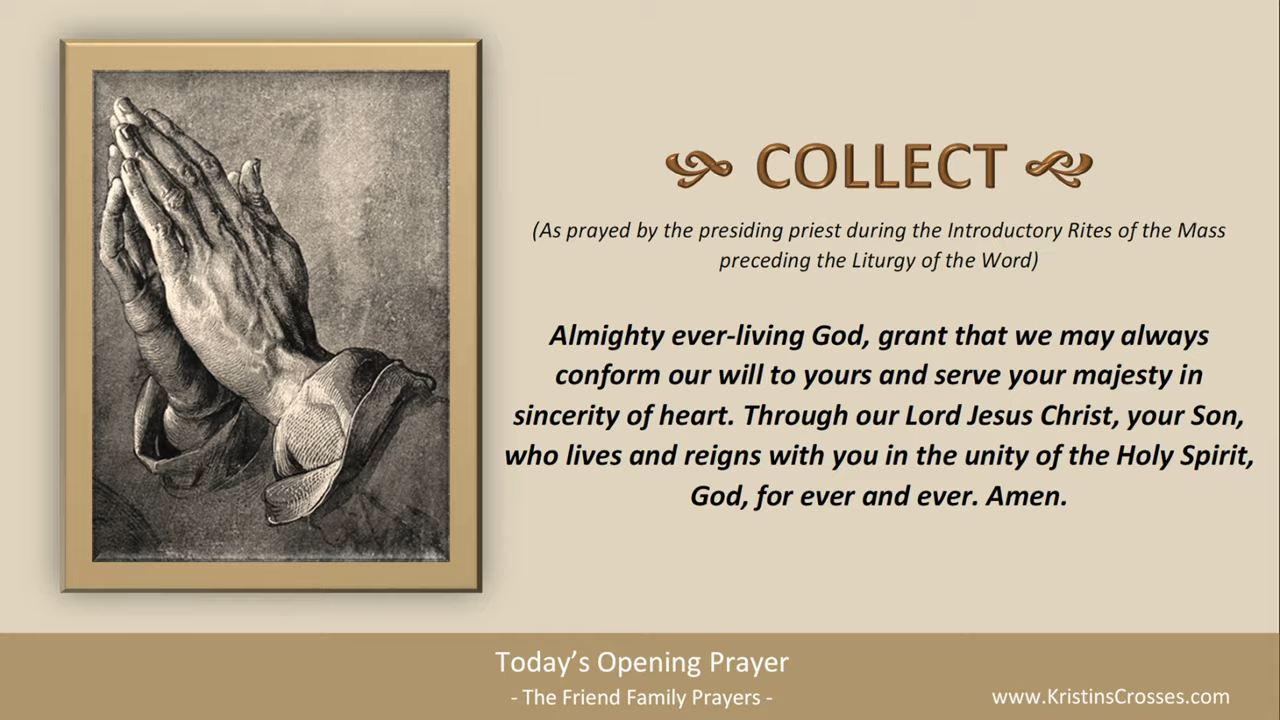 COLLECT
(As prayed by the presiding priest during the Introductory Rites of the Mass
preceding the Liturgy of the Word)
Almighty ever-living God, grant that we may always
conform our will to yours and serve your majesty in
sincerity of heart. Through our Lord Jesus Christ, your Son,
who lives and reigns with you in the unity of the Holy Spirit,
God, for ever and ever. Amen.
Today’s Opening Prayer
- The Friend Family Prayers -
www.KristinsCrosses.com